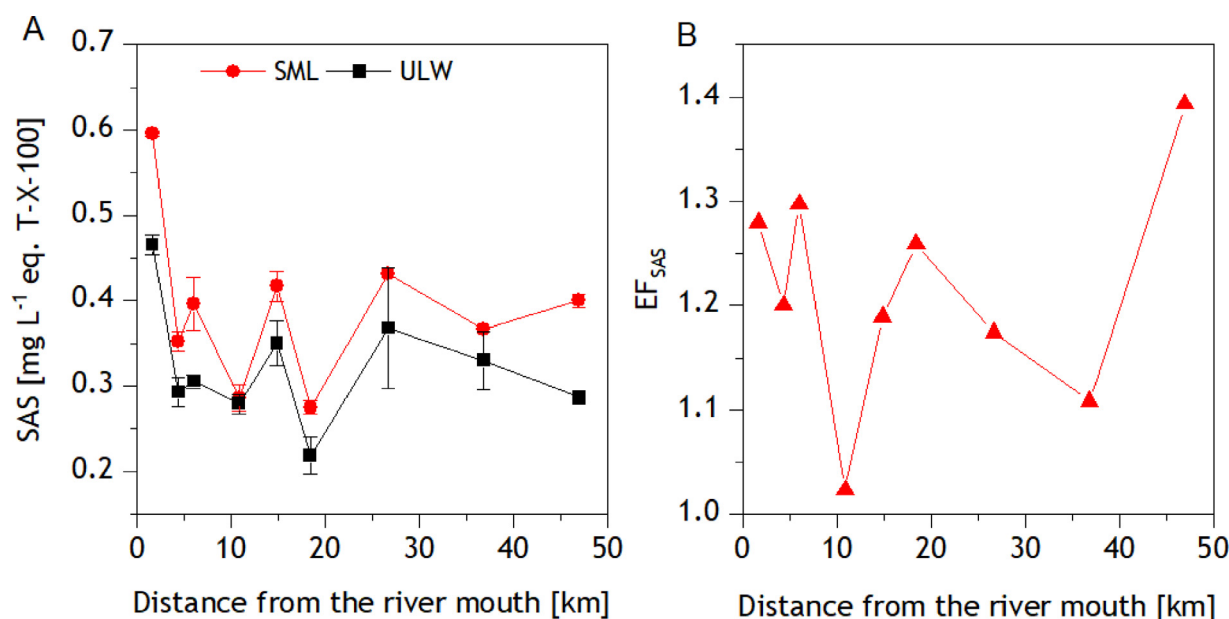 A
0.7
0.6
0.5
0.4
0.3
0.2
SAS [mg L⁻¹ eq. T-X-100]
SML
ULW
0
10
20
30
40
50
Distance from the river mouth [km]
B
1.4
1.3
1.2
1.1
1.0
EF_SAS
0
10
20
30
40
50
Distance from the river mouth [km]